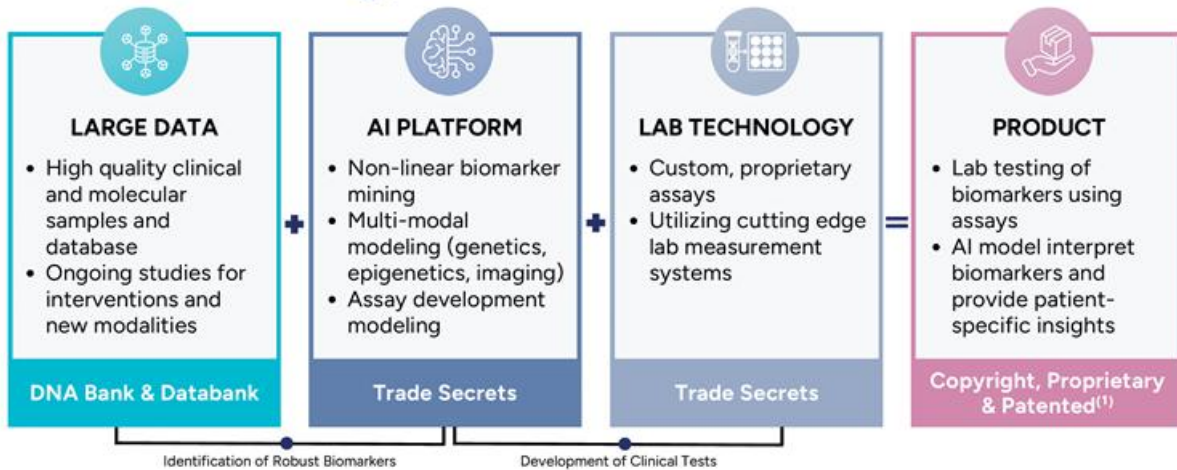 LARGE DATA
• High quality clinical
and molecular
samples and
database
• Ongoing studies for
interventions and
new modalities
DNA Bank & Databank
+
AI PLATFORM
• Non-linear biomarker
mining
• Multi-modal
modeling (genetics,
epigenetics, imaging)
• Assay development
modeling
Trade Secrets
+
LAB TECHNOLOGY
• Custom, proprietary
assays
• Utilizing cutting edge
lab measurement
systems
Trade Secrets
=
PRODUCT
• Lab testing of
biomarkers using
assays
• AI model interpret
biomarkers and
provide patient-
specific insights
Copyright, Proprietary
& Patented(1)
Identification of Robust Biomarkers
Development of Clinical Tests